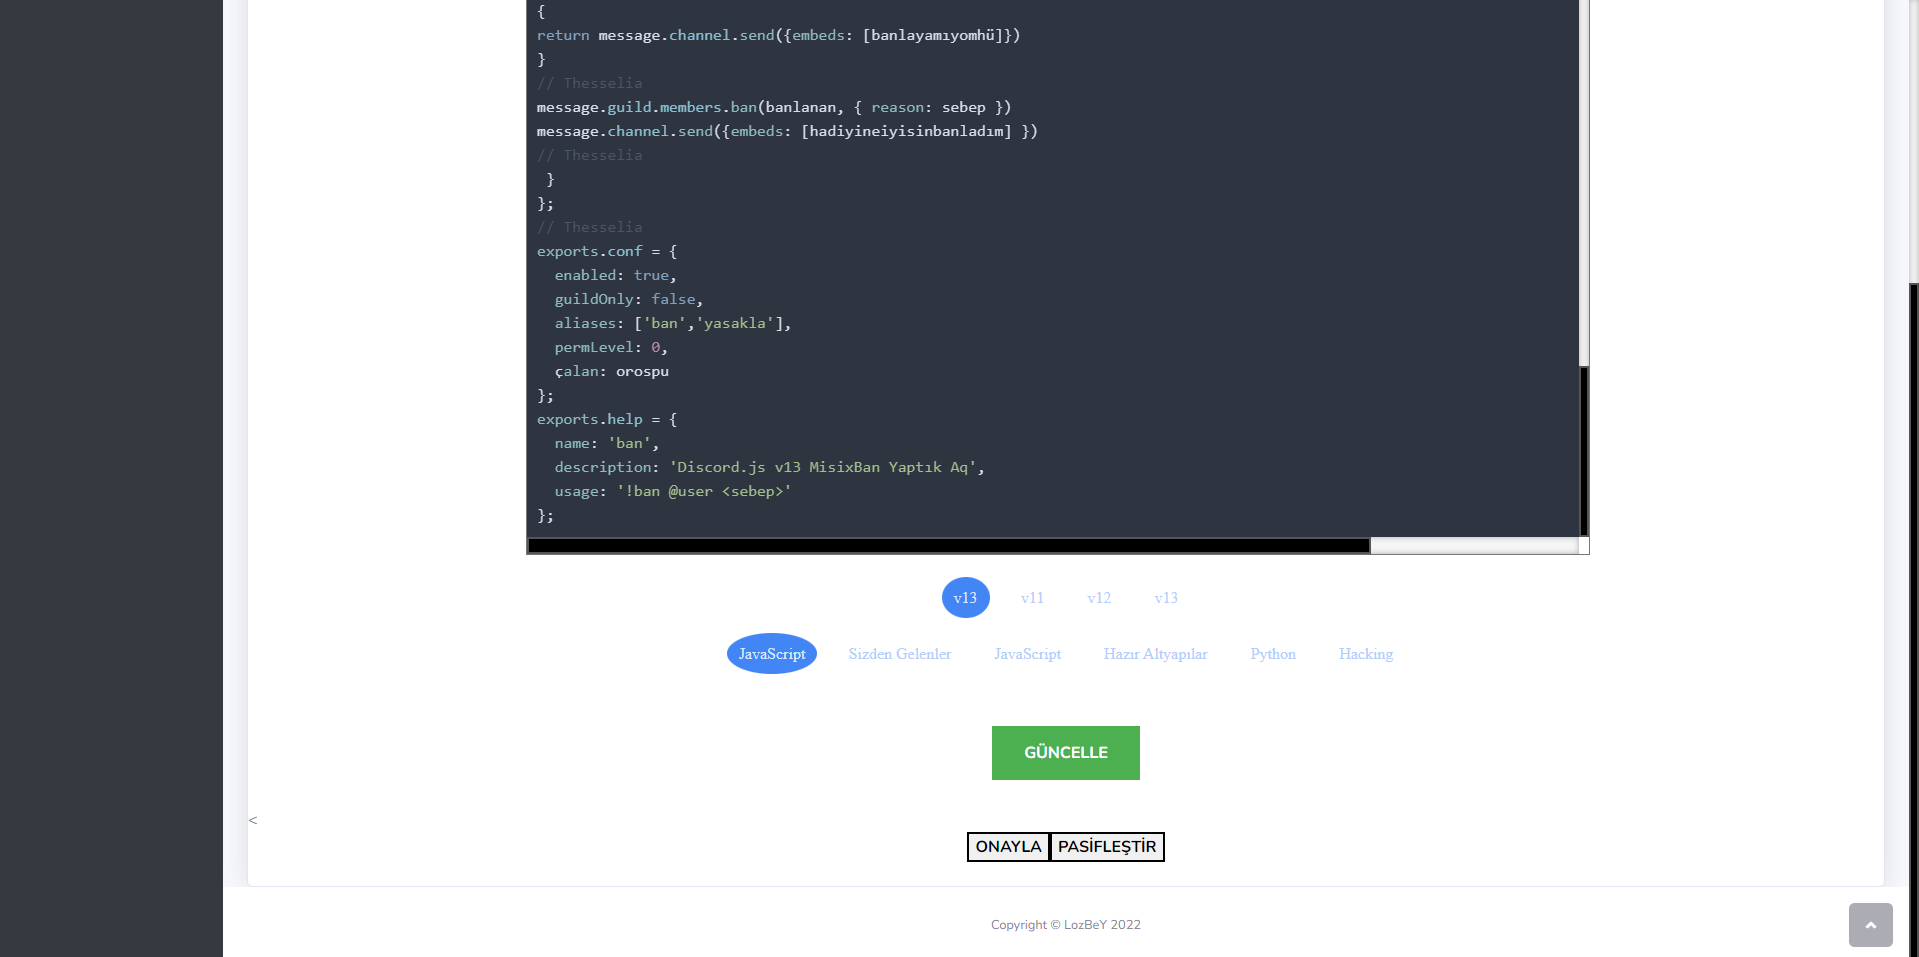 {
return message.channel.send({embeds: [banlayamıyomhü]})
}
// Thesselia
message.guild.members.ban(banlanan, { reason: sebep })
message.channel.send({embeds: [hadiyineiyisinbanladım] })
// Thesselia
 }
};
// Thesselia
exports.conf = {
  enabled: true,
  guildOnly: false,
  aliases: ['ban','yasakla'],
  permLevel: 0,
  çalan: orospu
};
exports.help = {
  name: 'ban',
  description: 'Discord.js v13 MisixBan Yaptık Aq',
  usage: '!ban @user <sebep>'
};
v13 v11 v12 v13
JavaScript Sizden Gelenler JavaScript Hazır Altyapılar Python Hacking
GÜNCELLE
<
ONAYLA PASİFLEŞTİR
Copyright © LozBeY 2022